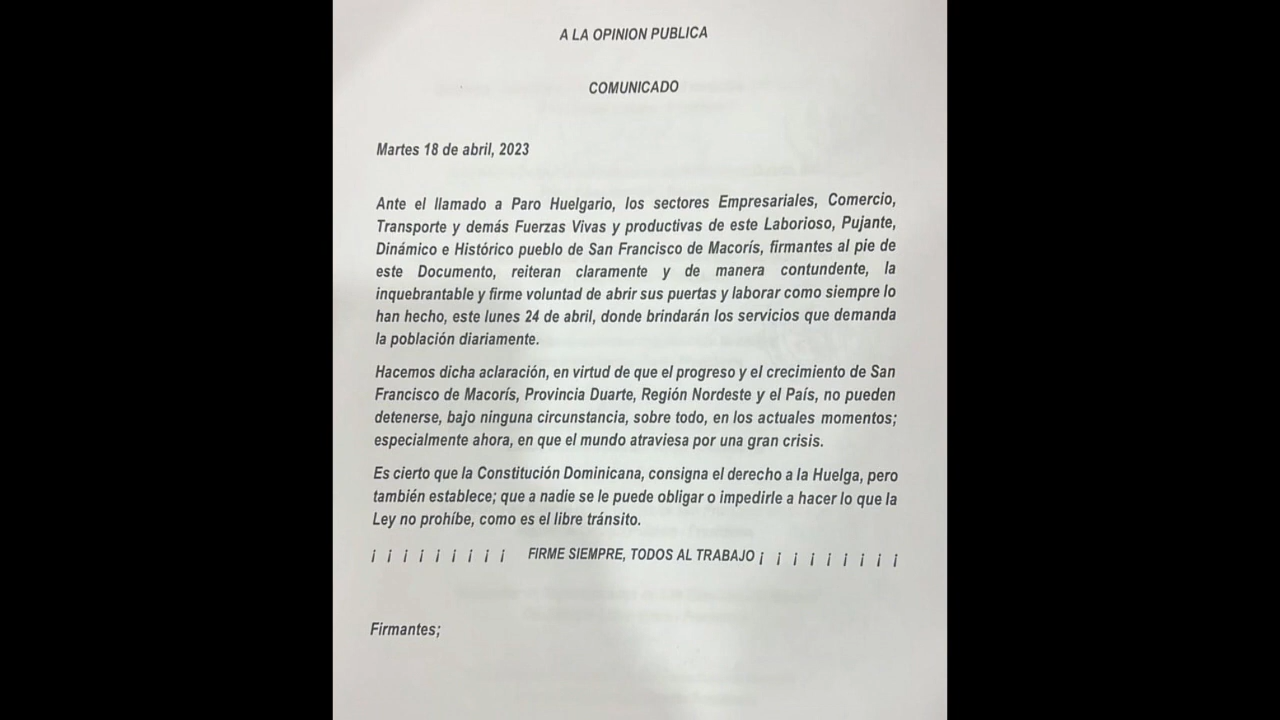 A LA OPINION PUBLICA
COMUNICADO
Martes 18 de abril, 2023
Ante el llamado a Paro Huelgario, los sectores Empresariales, Comercio,
Transporte y demás Fuerzas Vivas y productivas de este Laborioso, Pujante,
Dinámico e Histórico pueblo de San Francisco de Macorís, firmantes al pie de
este Documento, reiteran claramente y de manera contundente, la
inquebrantable y firme voluntad de abrir sus puertas y laborar como siempre lo
han hecho, este lunes 24 de abril, donde brindarán los servicios que demanda
la población diariamente.
Hacemos dicha aclaración, en virtud de que el progreso y el crecimiento de San
Francisco de Macorís, Provincia Duarte, Región Nordeste y el País, no pueden
detenerse, bajo ninguna circunstancia, sobre todo, en los actuales momentos;
especialmente ahora, en que el mundo atraviesa por una gran crisis.
Es cierto que la Constitución Dominicana, consigna el derecho a la Huelga, pero
también establece; que a nadie se le puede obligar o impedirle a hacer lo que la
Ley no prohíbe, como es el libre tránsito.
¡ ¡ ¡ ¡ ¡ ¡ ¡ ¡ ¡ FIRME SIEMPRE, TODOS AL TRABAJO ¡ ¡ ¡ ¡ ¡ ¡ ¡ ¡ ¡
Firmantes;